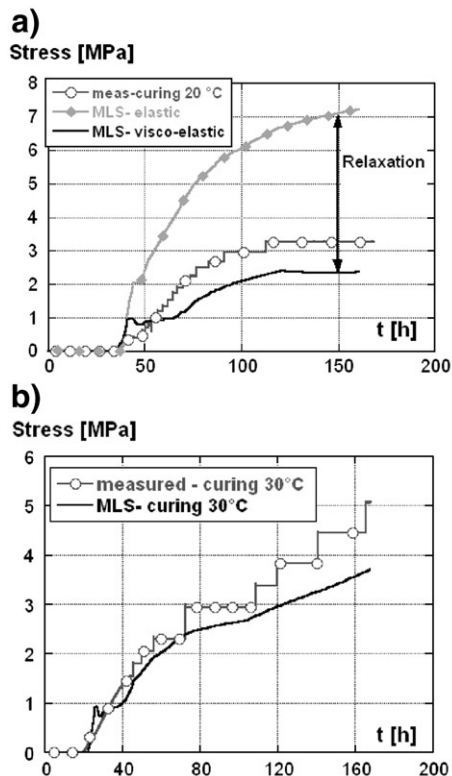 a)
Stress [MPa]
8
7
6
5
4
3
2
1
0
meas-curing 20 °C
MLS- elastic
MLS- visco-elastic
Relaxation
t [h]
0 50 100 150 200
b)
Stress [MPa]
6
5
4
3
2
1
0
measured - curing 30°C
MLS- curing 30°C
t [h]
0 40 80 120 160 200